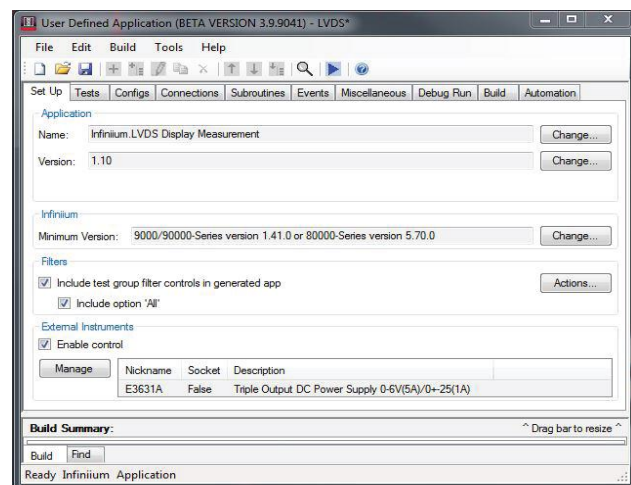 User Defined Application (BETA VERSION 3.9.9041) - LVDS*
File Edit Build Tools Help
Set Up Tests Configs Connections Subroutines Events Miscellaneous Debug Run Build Automation
Application
Name: Infiniium.LVDS Display Measurement Change...
Version: 1.10 Change...
Infiniium
Minimum Version: 9000/90000-Series version 1.41.0 or 80000-Series version 5.70.0 Change...
Filters
Include test group filter controls in generated app Actions...
Include option 'All'
External Instruments
Enable control
Manage Nickname Socket Description
E3631A False Triple Output DC Power Supply 0-6V(5A)/0+-25(1A)
Build Summary: ^ Drag bar to resize ^
Build Find
Ready Infiniium Application